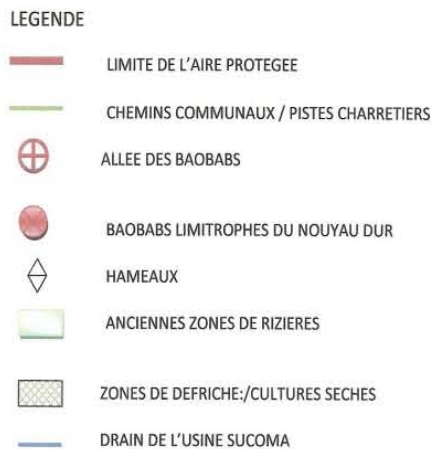 LEGENDE
LIMITE DE L'AIRE PROTEGEE
CHEMINS COMMUNAUX / PISTES CHARRETIERS
ALLEE DES BAOBABS
BAOBABS LIMITROPHES DU NOUYAU DUR
HAMEAUX
ANCIENNES ZONES DE RIZIERES
ZONES DE DEFRICHE:/CULTURES SECHES
DRAIN DE L'USINE SUCOMA